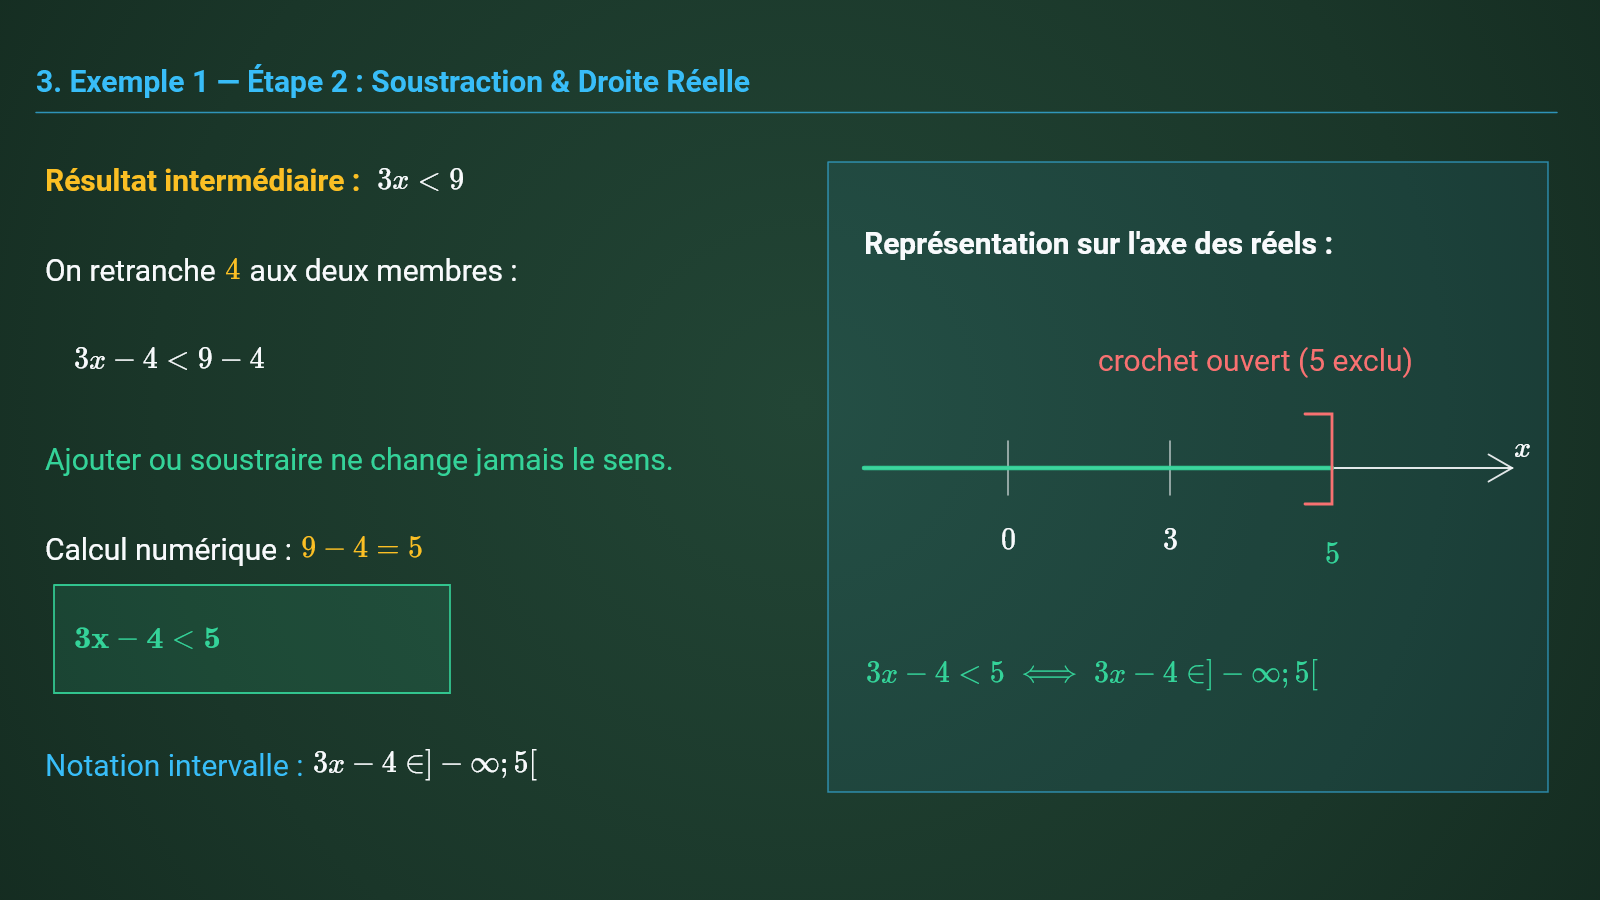 3. Exemple 1 — Étape 2 : Soustraction & Droite Réelle
Résultat intermédiaire : 3x < 9
On retranche 4 aux deux membres :
3x − 4 < 9 − 4
Ajouter ou soustraire ne change jamais le sens.
Calcul numérique : 9 − 4 = 5
3x − 4 < 5
Notation intervalle : 3x − 4 ∈] − ∞; 5[
Représentation sur l'axe des réels :
crochet ouvert (5 exclu)
x
0 3 5
3x − 4 < 5 ⟺ 3x − 4 ∈] − ∞; 5[